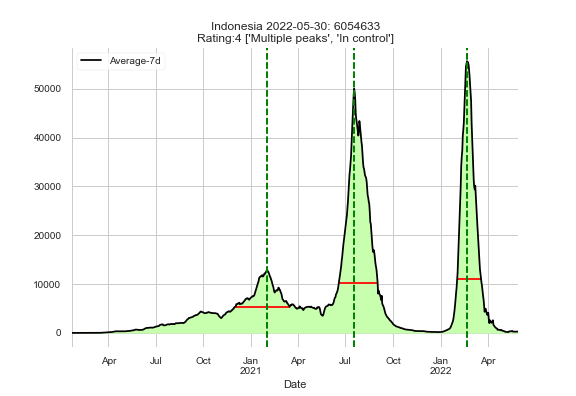 Indonesia 2022-05-30: 6054633
Rating:4 ['Multiple peaks', 'In control']
Average-7d
50000
40000
30000
20000
10000
0
Apr Jul Oct Jan Apr Jul Oct Jan Apr
2021 2022
Date